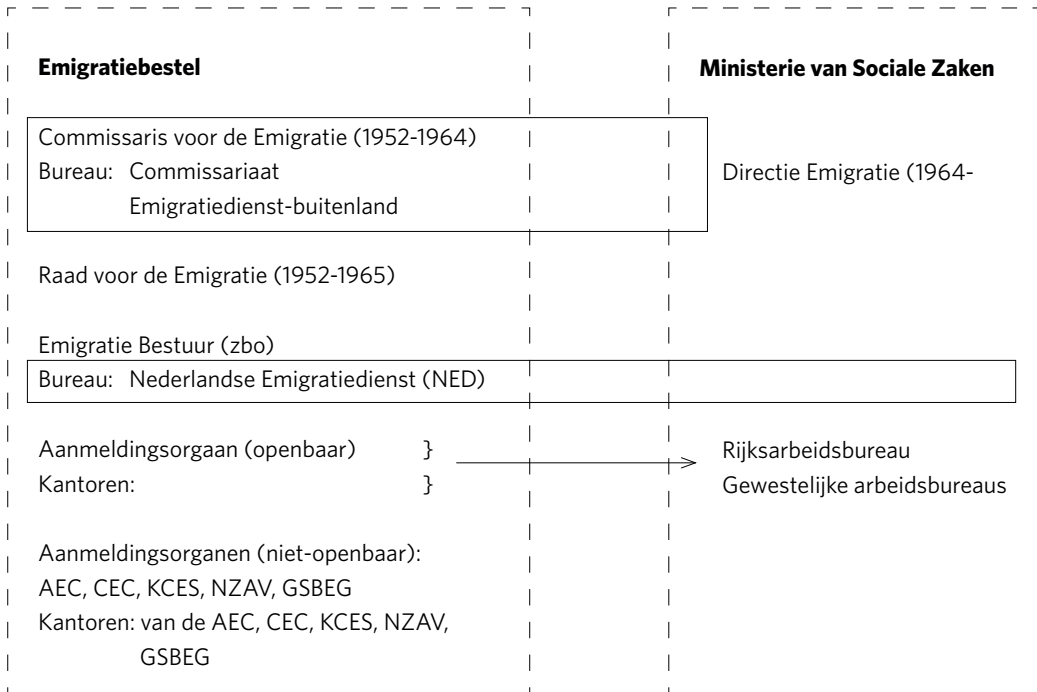 Emigratiebestel
Ministerie van Sociale Zaken
Commissaris voor de Emigratie (1952-1964)
Bureau: Commissariaat
Directie Emigratie (1964-
Emigratiedienst-buitenland
Raad voor de Emigratie (1952-1965)
Emigratie Bestuur (zbo)
Bureau: Nederlandse Emigratiedienst (NED)
Aanmeldingsorgaan (openbaar) }
Rijksarbeidsbureau
Kantoren: }
Gewestelijke arbeidsbureaus
Aanmeldingsorganen (niet-openbaar):
AEC, CEC, KCES, NZAV, GSBEG
Kantoren: van de AEC, CEC, KCES, NZAV,
GSBEG